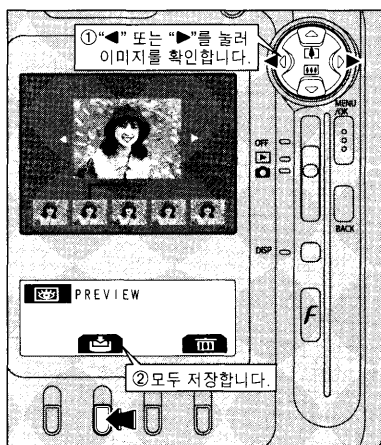 ①“◀” 또는 “▶”를 눌러
이미지를 확인합니다.
MENU
/OK
OFF
BACK
DISP
PREVIEW
F
②모두 저장합니다.